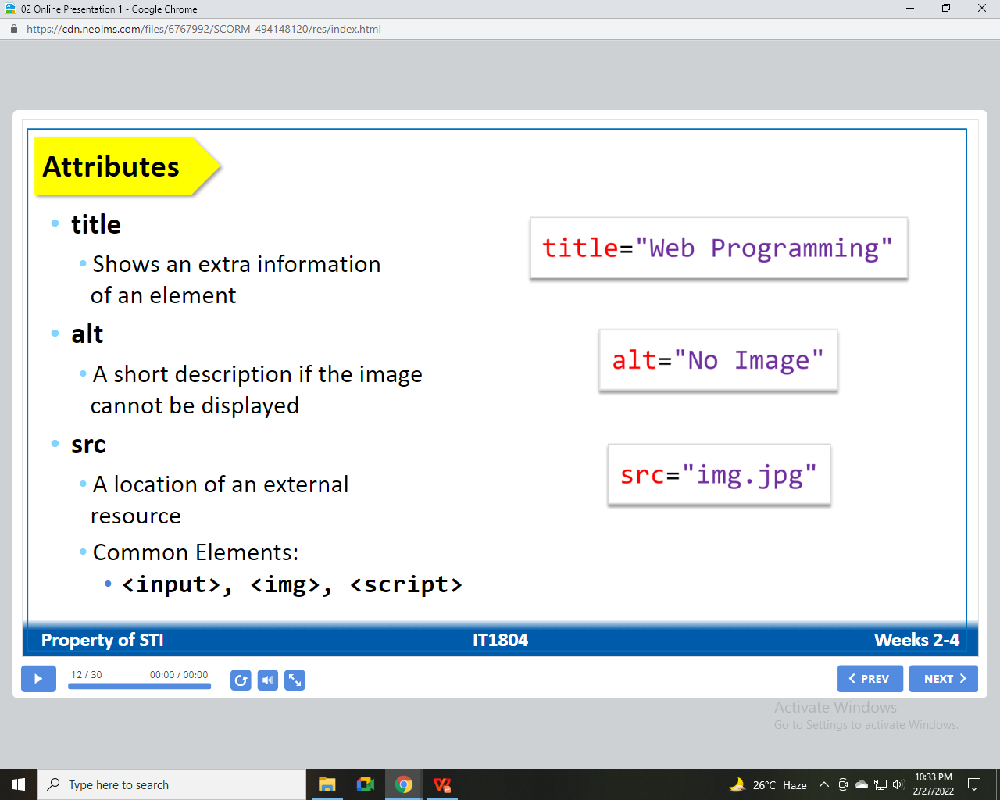 02 Online Presentation 1 - Google Chrome
https://cdn.neolms.com/files/6767992/SCORM_494148120/res/index.html
Attributes
title
Shows an extra information
of an element
title="Web Programming"
alt
A short description if the image
cannot be displayed
alt="No Image"
src
A location of an external
resource
src="img.jpg"
Common Elements:
<input>, <img>, <script>
Property of STI IT1804 Weeks 2-4
12 / 30 00:00 / 00:00 PREV NEXT
Activate Windows
Go to Settings to activate Windows.
Type here to search 26°C Haze 10:33 PM
2/27/2022